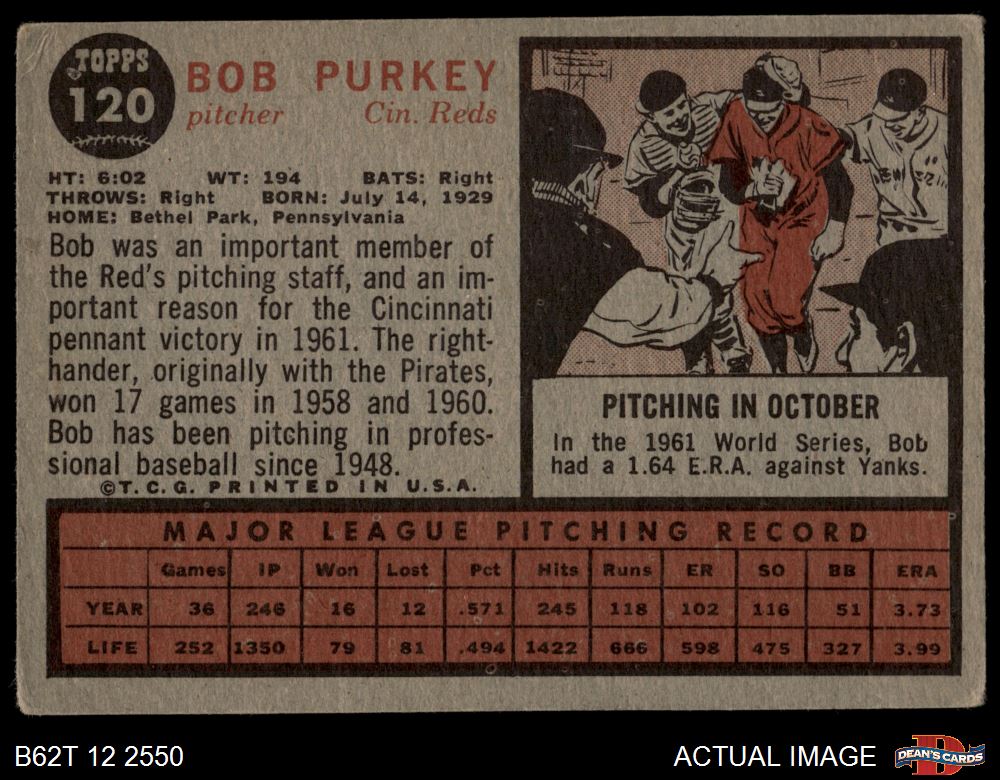 TOPPS
120
BOB PURKEY
pitcher Cin. Reds
HT: 6:02 WT: 194 BATS: Right
THROWS: Right BORN: July 14, 1929
HOME: Bethel Park, Pennsylvania
Bob was an important member of
the Red's pitching staff, and an im-
portant reason for the Cincinnati
pennant victory in 1961. The right-
hander, originally with the Pirates,
won 17 games in 1958 and 1960.
Bob has been pitching in profes-
sional baseball since 1948.
©T.C.G. PRINTED IN U.S.A.
PITCHING IN OCTOBER
In the 1961 World Series, Bob
had a 1.64 E.R.A. against Yanks.
MAJOR LEAGUE PITCHING RECORD
Games IP Won Lost Pct Hits Runs ER SO BB ERA
YEAR 36 246 16 12 .571 245 118 102 116 51 3.73
LIFE 252 1350 79 81 .494 1422 666 598 475 327 3.99
B62T 12 2550 ACTUAL IMAGE
DEAN'S CARDS